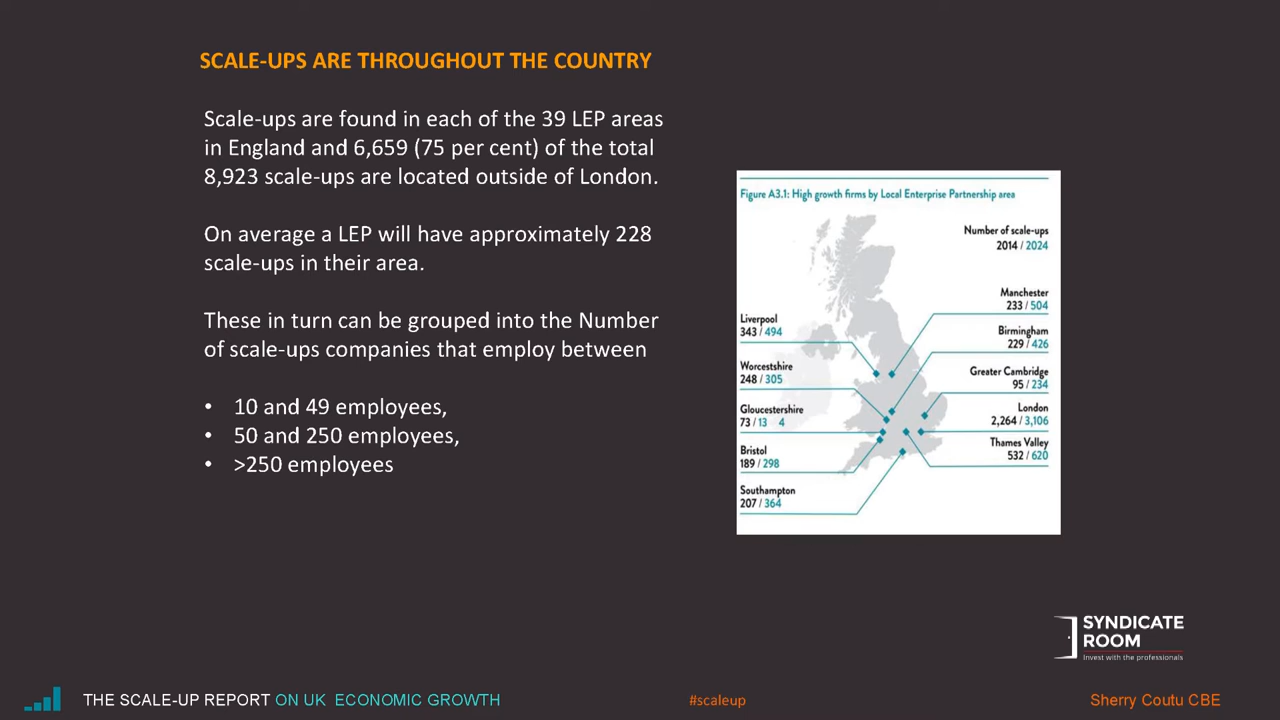 SCALE-UPS ARE THROUGHOUT THE COUNTRY
Scale-ups are found in each of the 39 LEP areas
in England and 6,659 (75 per cent) of the total
8,923 scale-ups are located outside of London.
On average a LEP will have approximately 228
scale-ups in their area.
These in turn can be grouped into the Number
of scale-ups companies that employ between
• 10 and 49 employees,
• 50 and 250 employees,
• >250 employees
Figure A3.1: High growth firms by Local Enterprise Partnership area
Number of scale-ups
2014 / 2024
Liverpool
343 / 494
Worcestshire
248 / 305
Gloucestershire
73 / 13 4
Bristol
189 / 298
Southampton
207 / 364
Manchester
233 / 504
Birmingham
229 / 426
Greater Cambridge
95 / 234
London
2,264 / 3,106
Thames Valley
532 / 620
SYNDICATE
ROOM
Invest with the professionals
THE SCALE-UP REPORT ON UK ECONOMIC GROWTH
#scaleup
Sherry Coutu CBE